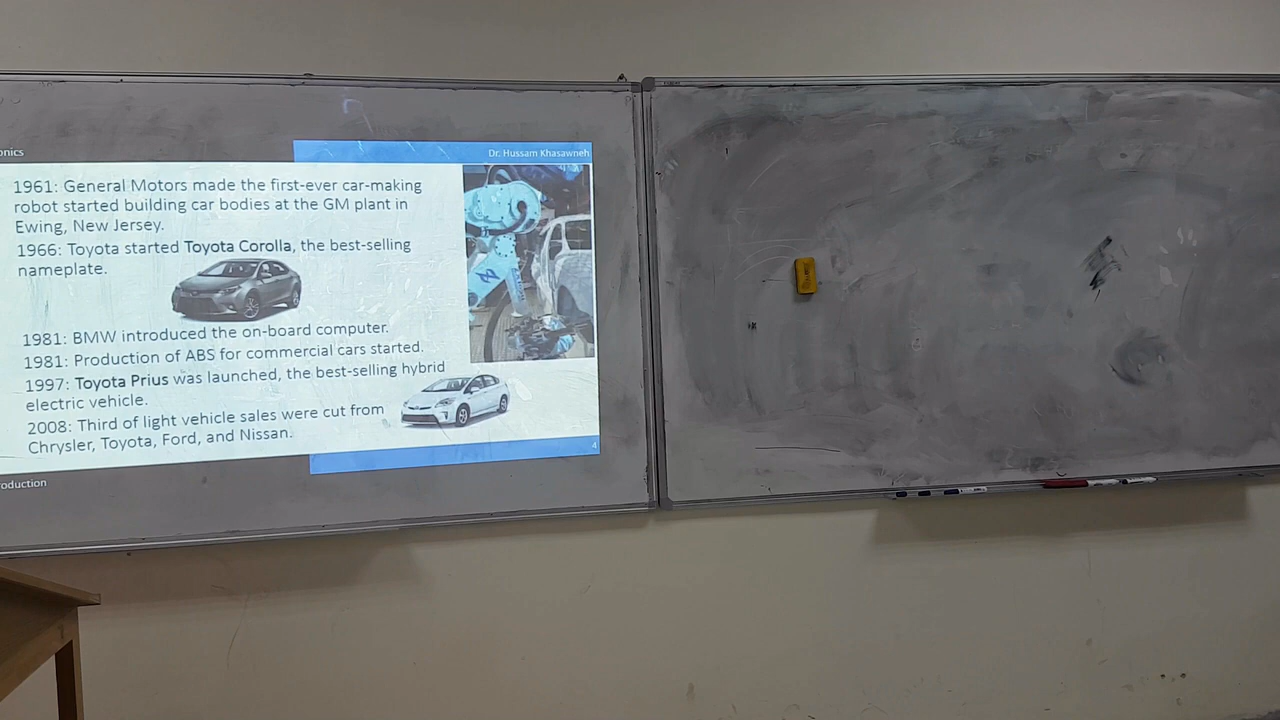 onics
Dr. Hussam Khasawneh
1961: General Motors made the first-ever car-making
robot started building car bodies at the GM plant in
Ewing, New Jersey.
1966: Toyota started Toyota Corolla, the best-selling
nameplate.
1981: BMW introduced the on-board computer.
1981: Production of ABS for commercial cars started.
1997: Toyota Prius was launched, the best-selling hybrid
electric vehicle.
2008: Third of light vehicle sales were cut from
Chrysler, Toyota, Ford, and Nissan.
4
oduction